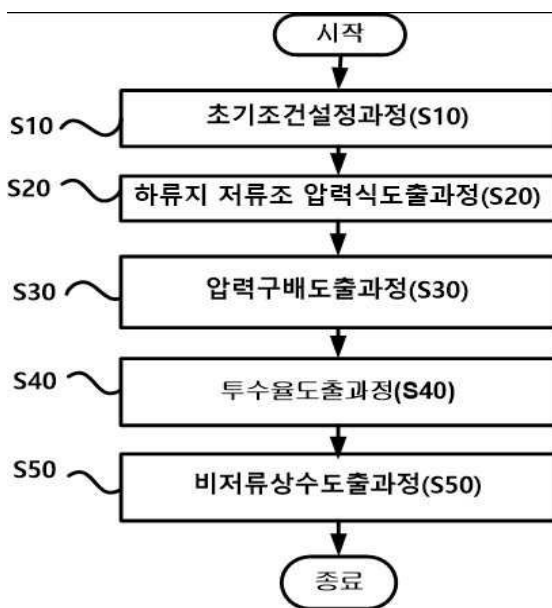 시작
S10 초기조건설정과정(S10)
S20 하류지 저류조 압력식도출과정(S20)
S30 압력구배도출과정(S30)
S40 투수율도출과정(S40)
S50 비저류상수도출과정(S50)
종료